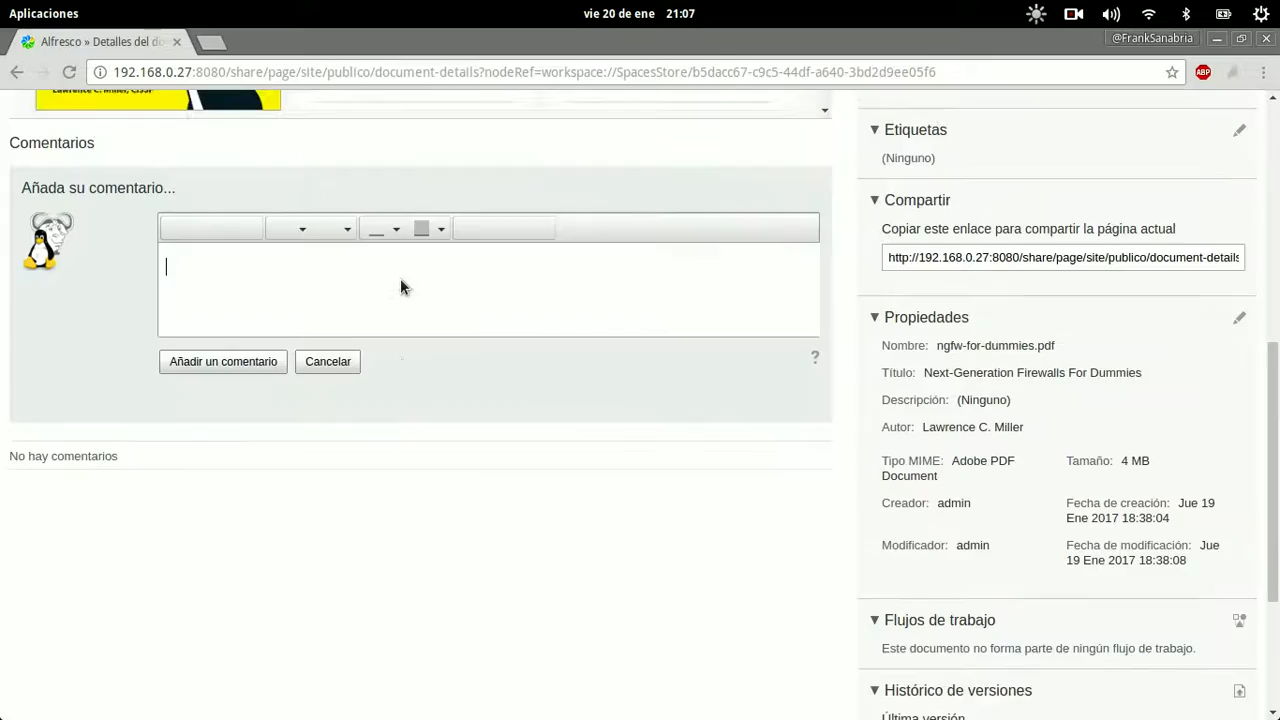 Aplicaciones
vie 20 de ene 21:07
Alfresco » Detalles del do
@FrankSanabria
192.168.0.27:8080/share/page/site/publico/document-details?nodeRef=workspace://SpacesStore/b5dacc67-c9c5-44df-a640-3bd2d9ee05f6
ABP
Lawrence C. Miller, CISSP
Comentarios
Añada su comentario...
Añadir un comentario
Cancelar
?
No hay comentarios
Etiquetas
(Ninguno)
Compartir
Copiar este enlace para compartir la página actual
http://192.168.0.27:8080/share/page/site/publico/document-details
Propiedades
Nombre: ngfw-for-dummies.pdf
Título: Next-Generation Firewalls For Dummies
Descripción: (Ninguno)
Autor: Lawrence C. Miller
Tipo MIME: Adobe PDF
Document
Tamaño: 4 MB
Creador: admin
Fecha de creación: Jue 19
Ene 2017 18:38:04
Modificador: admin
Fecha de modificación: Jue
19 Ene 2017 18:38:08
Flujos de trabajo
Este documento no forma parte de ningún flujo de trabajo.
Histórico de versiones
Última versión